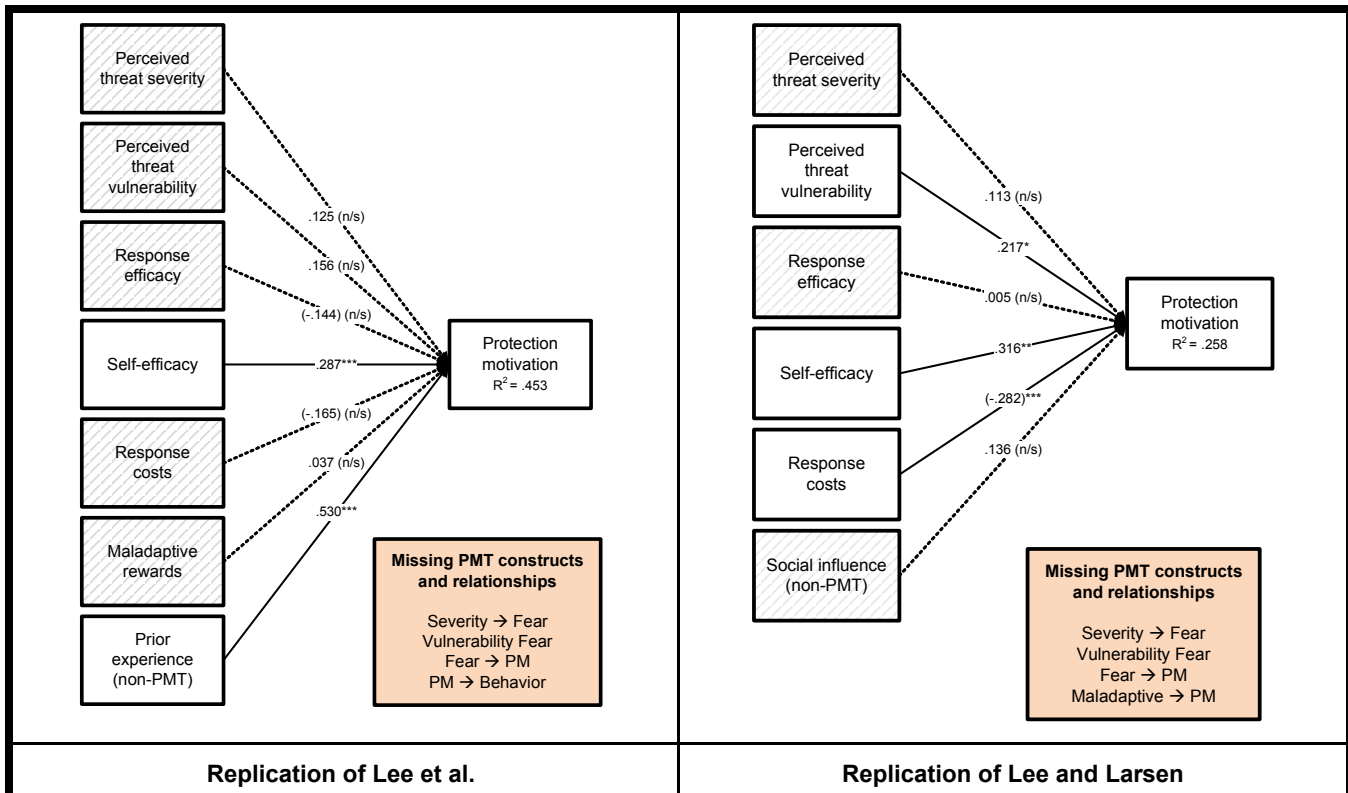 Perceived
threat severity
Perceived
threat
vulnerability
Response
efficacy
Self-efficacy
Response
costs
Maladaptive
rewards
Prior
experience
(non-PMT)
.125 (n/s)
.156 (n/s)
(-.144) (n/s)
.287***
(-.165) (n/s)
.037 (n/s)
.530***
Protection
motivation
R² = .453
Missing PMT constructs
and relationships
Severity → Fear
Vulnerability Fear
Fear → PM
PM → Behavior
Replication of Lee et al.
Perceived
threat severity
Perceived
threat
vulnerability
Response
efficacy
Self-efficacy
Response
costs
Social influence
(non-PMT)
.113 (n/s)
.217*
.005 (n/s)
.316**
(-.282)***
.136 (n/s)
Protection
motivation
R² = .258
Missing PMT constructs
and relationships
Severity → Fear
Vulnerability Fear
Fear → PM
Maladaptive → PM
Replication of Lee and Larsen